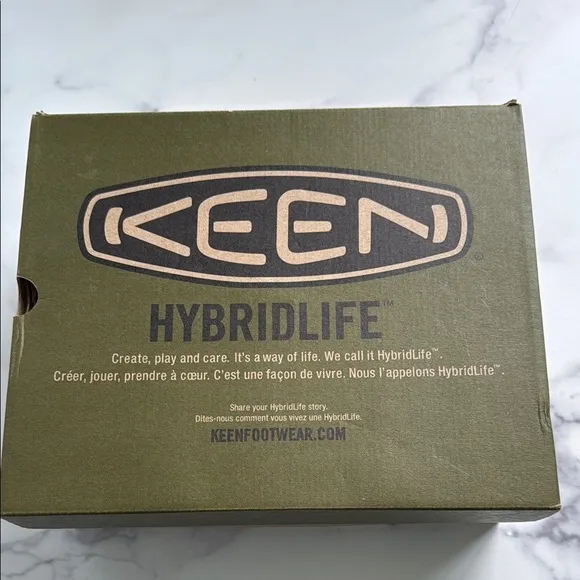 KEEN®
HYBRIDLIFE™
Create, play and care. It's a way of life. We call it HybridLife™.
Créer, jouer, prendre à cœur. C'est une façon de vivre. Nous l'appelons HybridLife™.
Share your HybridLife story.
Dites-nous comment vous vivez une HybridLife.
KEENFOOTWEAR.COM